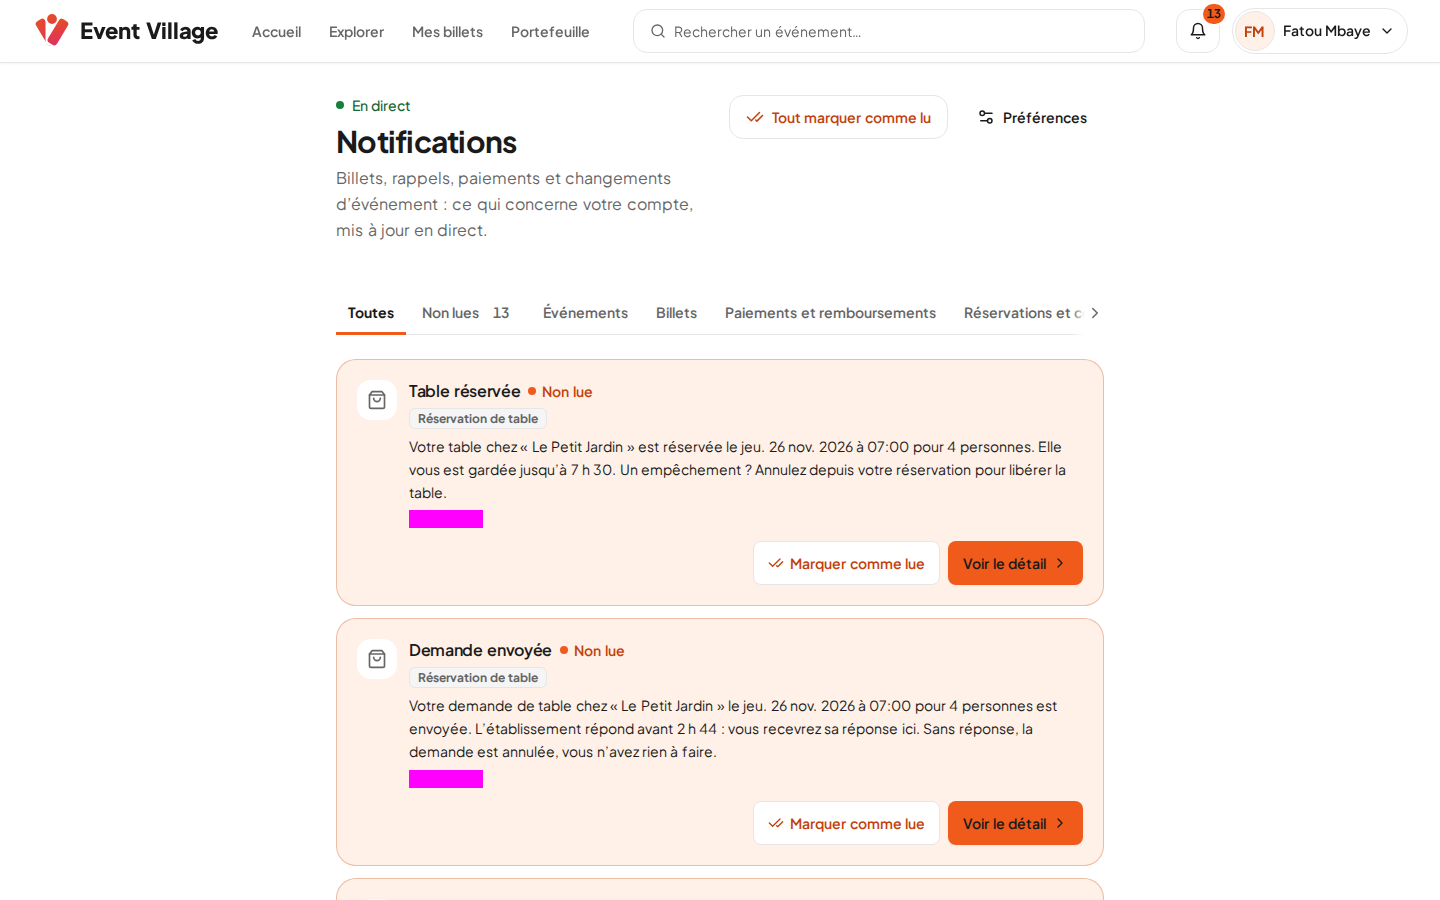 Event Village
Accueil
Explorer
Mes billets
Portefeuille
Rechercher un événement…
13
FM
Fatou Mbaye
En direct
Notifications
Billets, rappels, paiements et changements
d’événement : ce qui concerne votre compte,
mis à jour en direct.
Tout marquer comme lu
Préférences
Toutes
Non lues 13
Événements
Billets
Paiements et remboursements
Réservations et c
Table réservée
Non lue
Réservation de table
Votre table chez « Le Petit Jardin » est réservée le jeu. 26 nov. 2026 à 07:00 pour 4 personnes. Elle
vous est gardée jusqu’à 7 h 30. Un empêchement ? Annulez depuis votre réservation pour libérer la
table.
Marquer comme lue
Voir le détail
Demande envoyée
Non lue
Réservation de table
Votre demande de table chez « Le Petit Jardin » le jeu. 26 nov. 2026 à 07:00 pour 4 personnes est
envoyée. L’établissement répond avant 2 h 44 : vous recevrez sa réponse ici. Sans réponse, la
demande est annulée, vous n’avez rien à faire.
Marquer comme lue
Voir le détail